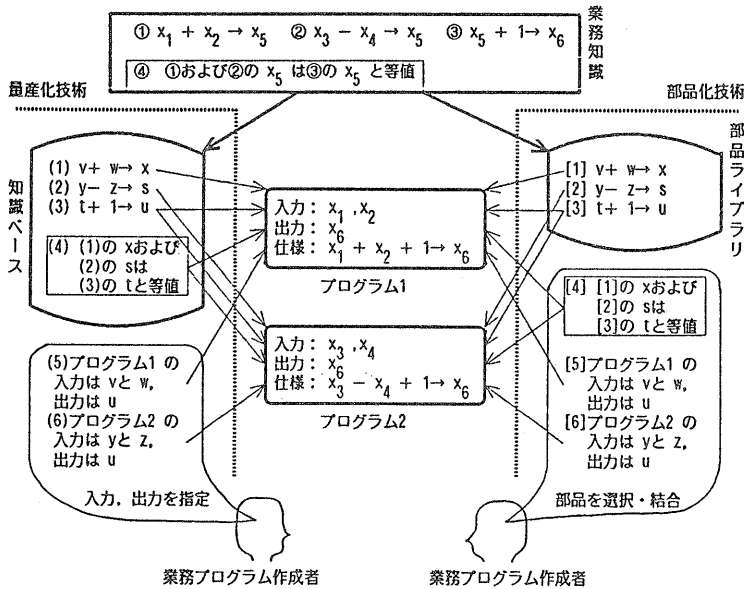 ① x1 + x2 → x5 ② x3 − x4 → x5 ③ x5 + 1→ x6
④ ①および②の x5 は③の x5 と等値
業務知識
量産化技術
部品化技術
知識ベース
(1) v+ w→ x
(2) y− z→ s
(3) t+ 1→ u
(4) (1)の xおよび
(2)の sは
(3)の tと等値
入力: x1 ,x2
出力: x6
仕様: x1 + x2 + 1→ x6
プログラム1
入力: x3 ,x4
出力: x6
仕様: x3 − x4 + 1→ x6
プログラム2
部品ライブラリ
[1] v+ w→ x
[2] y− z→ s
[3] t+ 1→ u
[4] [1]の xおよび
[2]の sは
[3]の tと等値
(5)プログラム1 の
入力は vと w,
出力は u
(6)プログラム2 の
入力は yと z,
出力は u
入力, 出力を指定
[5]プログラム1 の
入力は vと w,
出力は u
[6]プログラム2 の
入力は yと z,
出力は u
部品を選択・結合
業務プログラム作成者
業務プログラム作成者